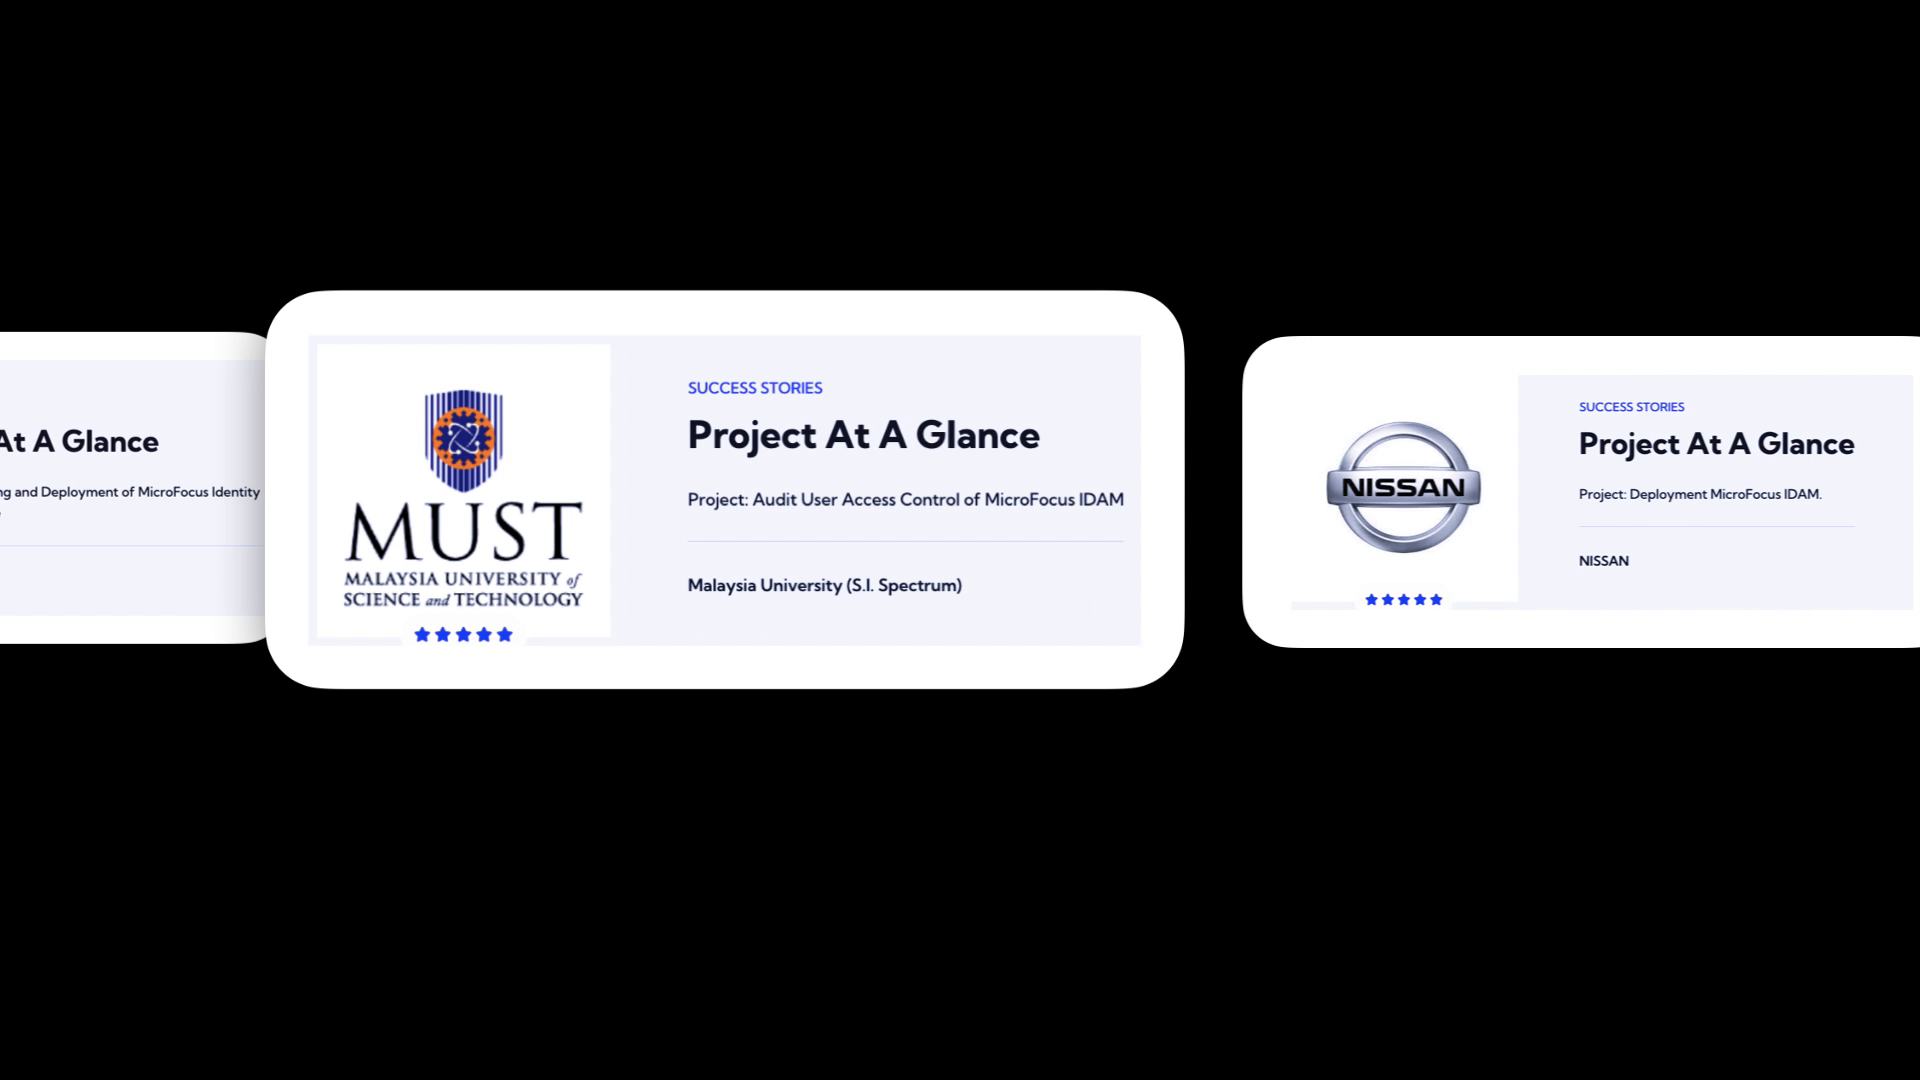 At A Glance
and Deployment of MicroFocus Identity
MUST
MALAYSIA UNIVERSITY of
SCIENCE and TECHNOLOGY
SUCCESS STORIES
Project At A Glance
Project: Audit User Access Control of MicroFocus IDAM
Malaysia University (S.I. Spectrum)
NISSAN
SUCCESS STORIES
Project At A Glance
Project: Deployment MicroFocus IDAM.
NISSAN